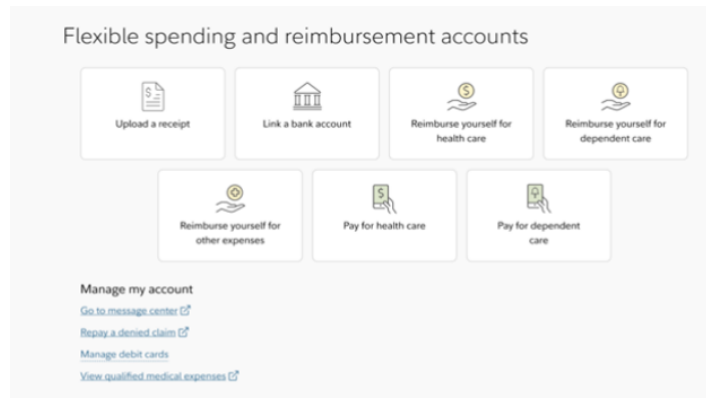 Flexible spending and reimbursement accounts
Upload a receipt
Link a bank account
Reimburse yourself for
health care
Reimburse yourself for
dependent care
Reimburse yourself for
other expenses
Pay for health care
Pay for dependent
care
Manage my account
Go to message center
Repay a denied claim
Manage debit cards
View qualified medical expenses